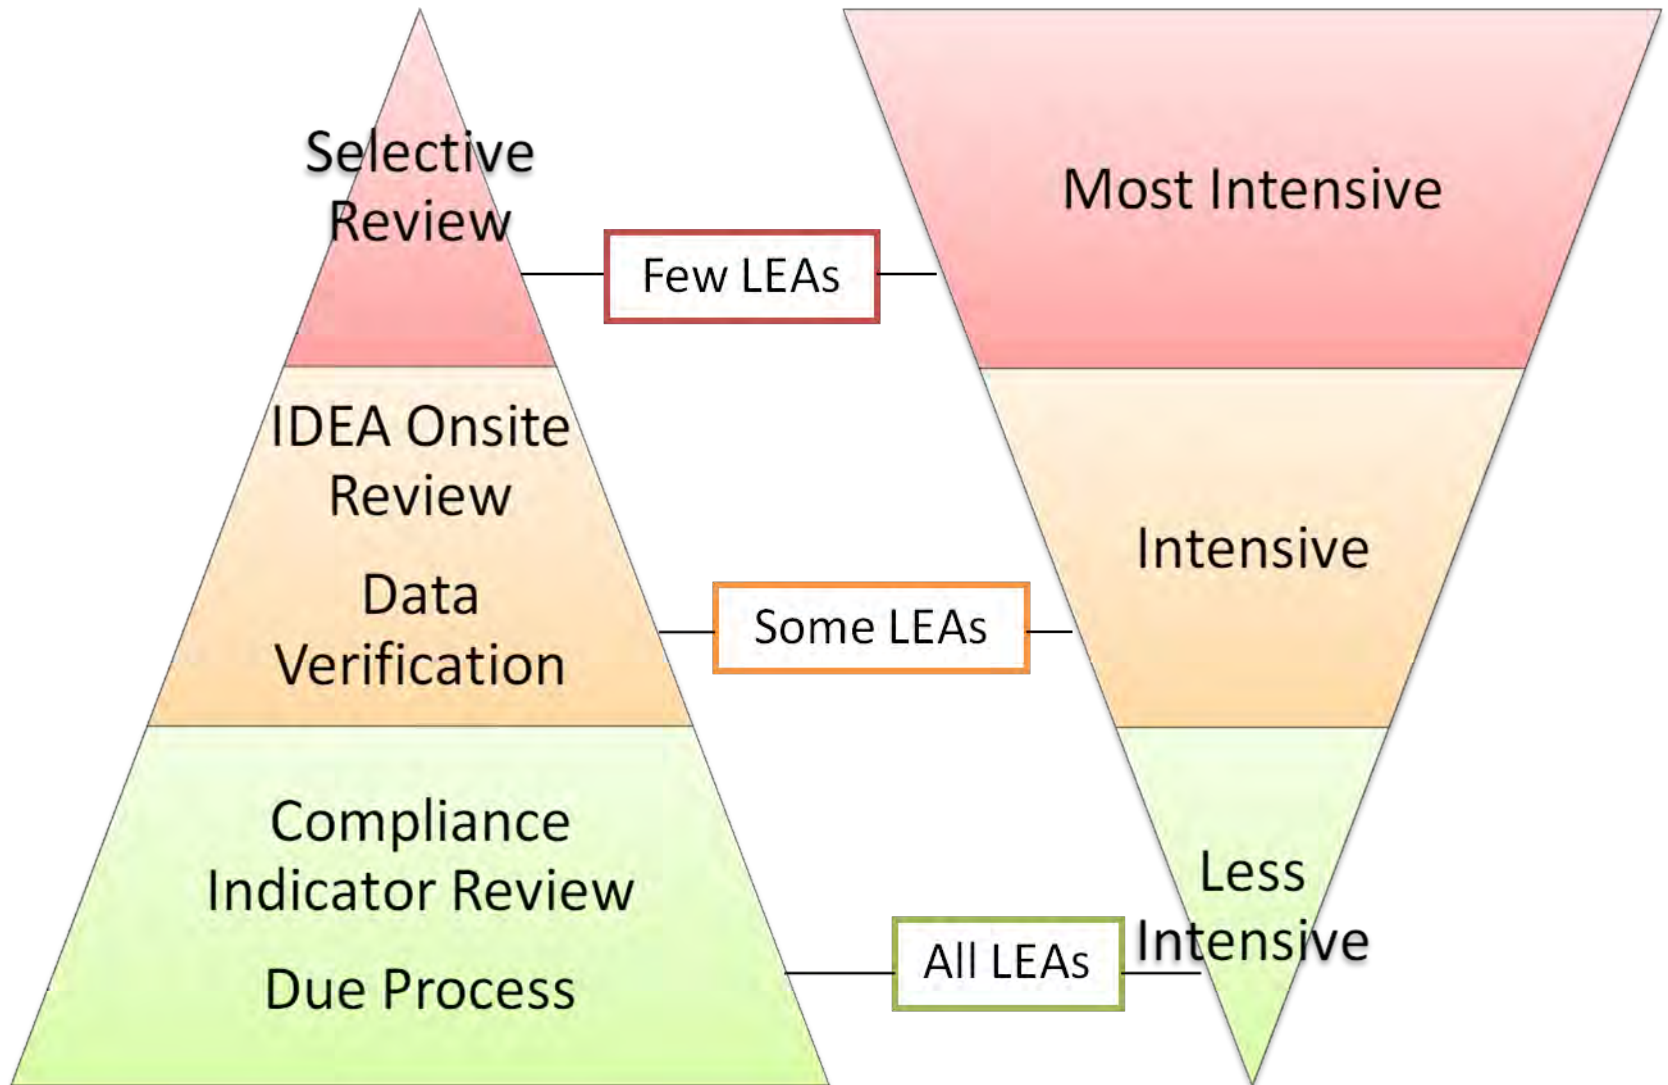 Selective
Review
Few LEAs
Most Intensive
IDEA Onsite
Review
Data
Verification
Some LEAs
Intensive
Compliance
Indicator Review
Due Process
All LEAs
Less
Intensive